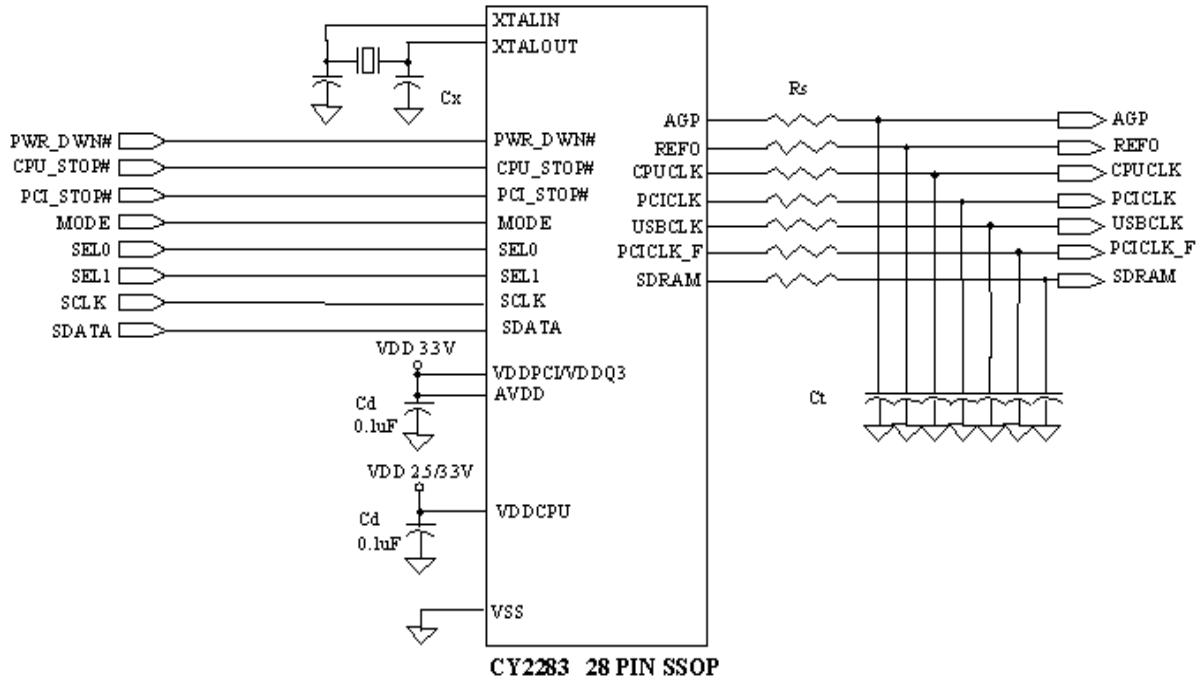 XTALIN
XTALOUT
Cx
Rs
PWR_DWN#
CPU_STOP#
PCI_STOP#
MODE
SEL0
SEL1
SCLK
SDATA
PWR_DWN#
CPU_STOP#
PCI_STOP#
MODE
SEL0
SEL1
SCLK
SDATA
AGP
REF0
CPUCLK
PCICLK
USBCLK
PCICLK_F
SDRAM
AGP
REF0
CPUCLK
PCICLK
USBCLK
PCICLK_F
SDRAM
VDD 3.3V
VDDPCI/VDDQ3
AVDD
Cd
0.1uF
Ct
VDD 2.5/3.3V
VDDCPU
Cd
0.1uF
VSS
CY2283 28 PIN SSOP